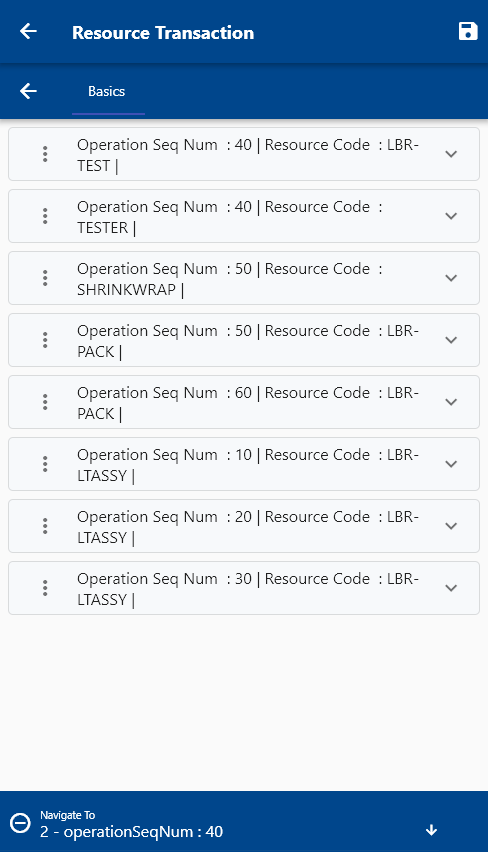 Resource Transaction
Basics
Operation Seq Num : 40 | Resource Code : LBR-
TEST |
Operation Seq Num : 40 | Resource Code :
TESTER |
Operation Seq Num : 50 | Resource Code :
SHRINKWRAP |
Operation Seq Num : 50 | Resource Code : LBR-
PACK |
Operation Seq Num : 60 | Resource Code : LBR-
PACK |
Operation Seq Num : 10 | Resource Code : LBR-
LTASSY |
Operation Seq Num : 20 | Resource Code : LBR-
LTASSY |
Operation Seq Num : 30 | Resource Code : LBR-
LTASSY |
Navigate To
2 - operationSeqNum : 40